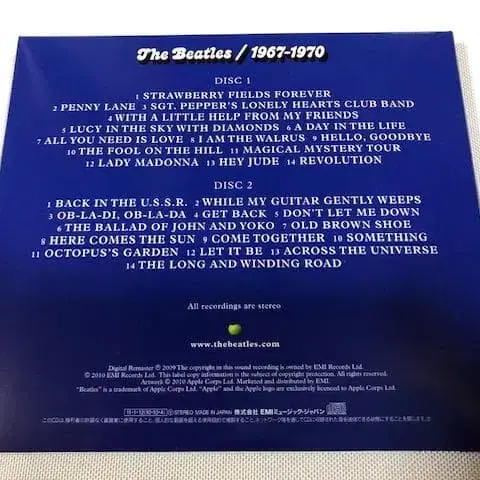 The Beatles / 1967-1970
DISC 1
1 STRAWBERRY FIELDS FOREVER
2 PENNY LANE 3 SGT. PEPPER'S LONELY HEARTS CLUB BAND
4 WITH A LITTLE HELP FROM MY FRIENDS
5 LUCY IN THE SKY WITH DIAMONDS 6 A DAY IN THE LIFE
7 ALL YOU NEED IS LOVE 8 I AM THE WALRUS 9 HELLO, GOODBYE
10 THE FOOL ON THE HILL 11 MAGICAL MYSTERY TOUR
12 LADY MADONNA 13 HEY JUDE 14 REVOLUTION
DISC 2
1 BACK IN THE U.S.S.R. 2 WHILE MY GUITAR GENTLY WEEPS
3 OB-LA-DI, OB-LA-DA 4 GET BACK 5 DON'T LET ME DOWN
6 THE BALLAD OF JOHN AND YOKO 7 OLD BROWN SHOE
8 HERE COMES THE SUN 9 COME TOGETHER 10 SOMETHING
11 OCTOPUS'S GARDEN 12 LET IT BE 13 ACROSS THE UNIVERSE
14 THE LONG AND WINDING ROAD
All recordings are stereo
www.thebeatles.com
Digital Remaster ℗ 2009 The copyright in this sound recording is owned by EMI Records Ltd.
© 2010 EMI Records Ltd. This label copy information is the subject of copyright protection. All rights reserved.
Artwork © 2010 Apple Corps Ltd. Marketed and distributed by EMI.
"Beatles" is a trademark of Apple Corps Ltd. "Apple" and the Apple logo are exclusively licenced to Apple Corps Ltd.
STEREO MADE IN JAPAN 株式会社 EMIミュージック・ジャパン